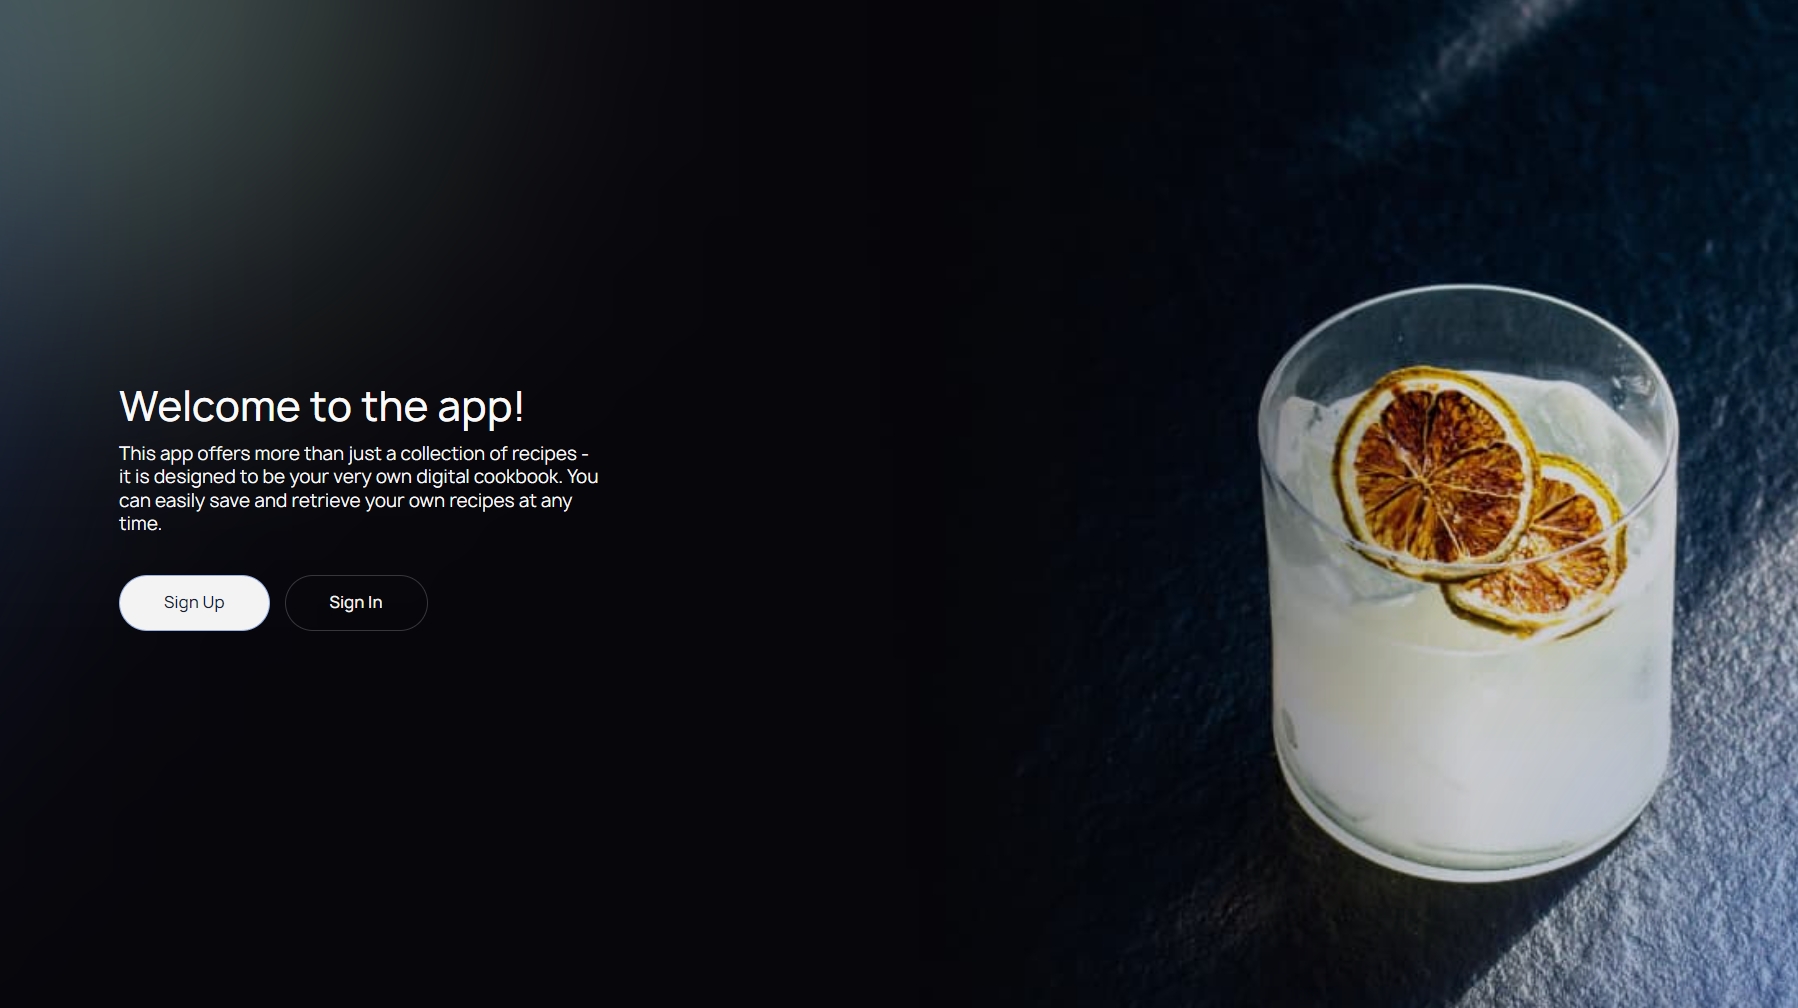 Welcome to the app!
This app offers more than just a collection of recipes -
it is designed to be your very own digital cookbook. You
can easily save and retrieve your own recipes at any
time.
Sign Up
Sign In